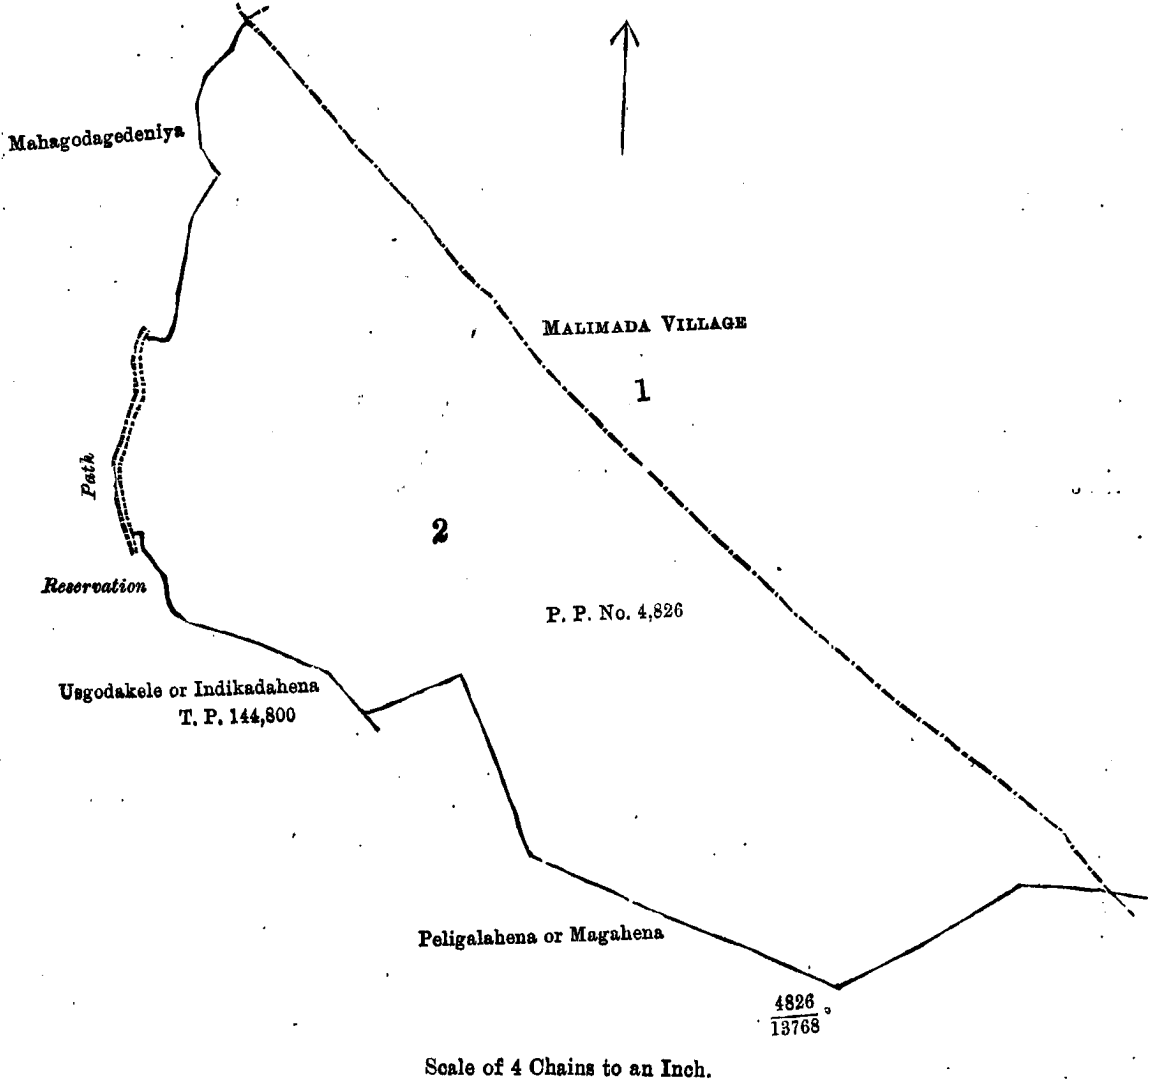 Mahagodagedeniya
MALIMADA VILLAGE
1
Path
2
Reservation
P. P. No. 4,826
Usgodakele or Indikadahena
T. P. 144,800
Peligalahena or Magahena
4826
13768
Scale of 4 Chains to an Inch.